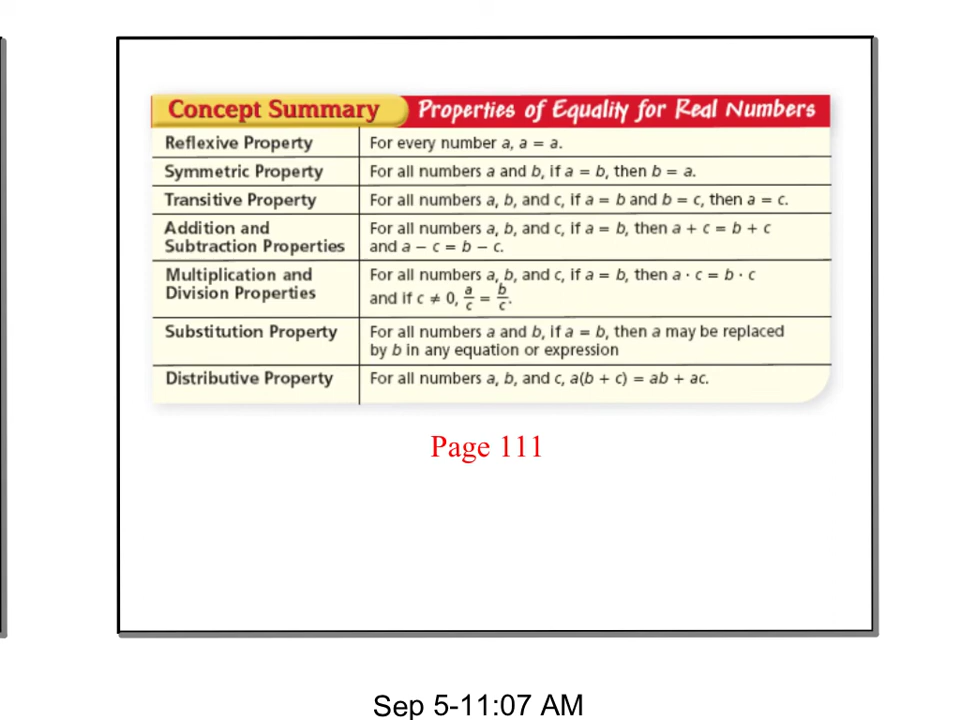 Concept Summary Properties of Equality for Real Numbers
Reflexive Property For every number a, a = a.
Symmetric Property For all numbers a and b, if a = b, then b = a.
Transitive Property For all numbers a, b, and c, if a = b and b = c, then a = c.
Addition and For all numbers a, b, and c, if a = b, then a + c = b + c
Subtraction Properties and a − c = b − c.
Multiplication and For all numbers a, b, and c, if a = b, then a · c = b · c
Division Properties and if c ≠ 0, a/c = b/c.
Substitution Property For all numbers a and b, if a = b, then a may be replaced
by b in any equation or expression
Distributive Property For all numbers a, b, and c, a(b + c) = ab + ac.
Page 111
Sep 5-11:07 AM